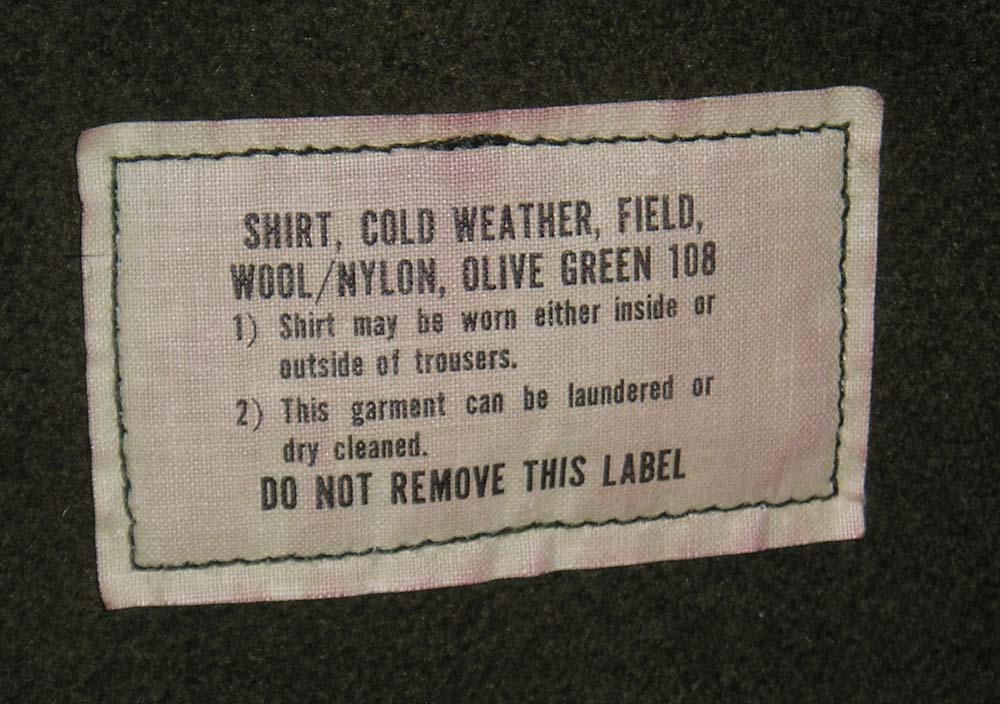 SHIRT, COLD WEATHER, FIELD,
WOOL/NYLON, OLIVE GREEN 108
1) Shirt may be worn either inside or
outside of trousers.
2) This garment can be laundered or
dry cleaned.
DO NOT REMOVE THIS LABEL